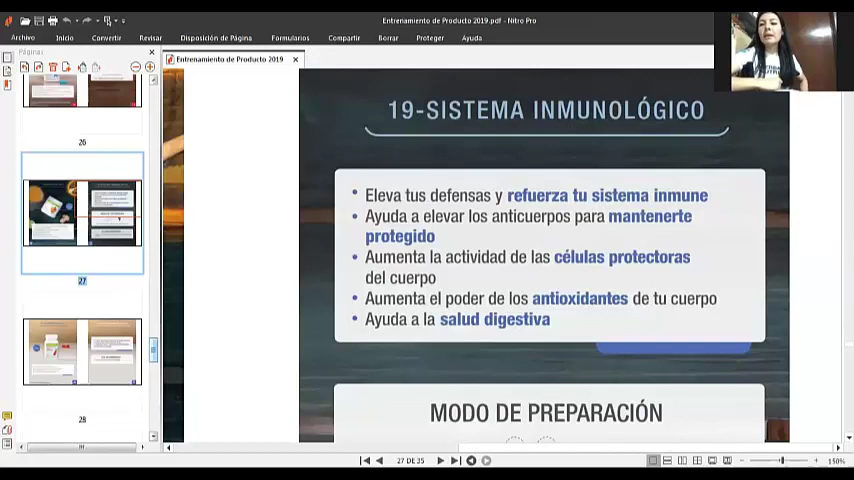 Entrenamiento de Producto 2019.pdf - Nitro Pro
Archivo Inicio Convertir Revisar Disposición de Página Formularios Compartir Borrar Proteger Ayuda
Páginas
Entrenamiento de Producto 2019
26
27
28
19-SISTEMA INMUNOLÓGICO
• Eleva tus defensas y refuerza tu sistema inmune
• Ayuda a elevar los anticuerpos para mantenerte
protegido
• Aumenta la actividad de las células protectoras
del cuerpo
• Aumenta el poder de los antioxidantes de tu cuerpo
• Ayuda a la salud digestiva
MODO DE PREPARACIÓN
27 DE 35
150%